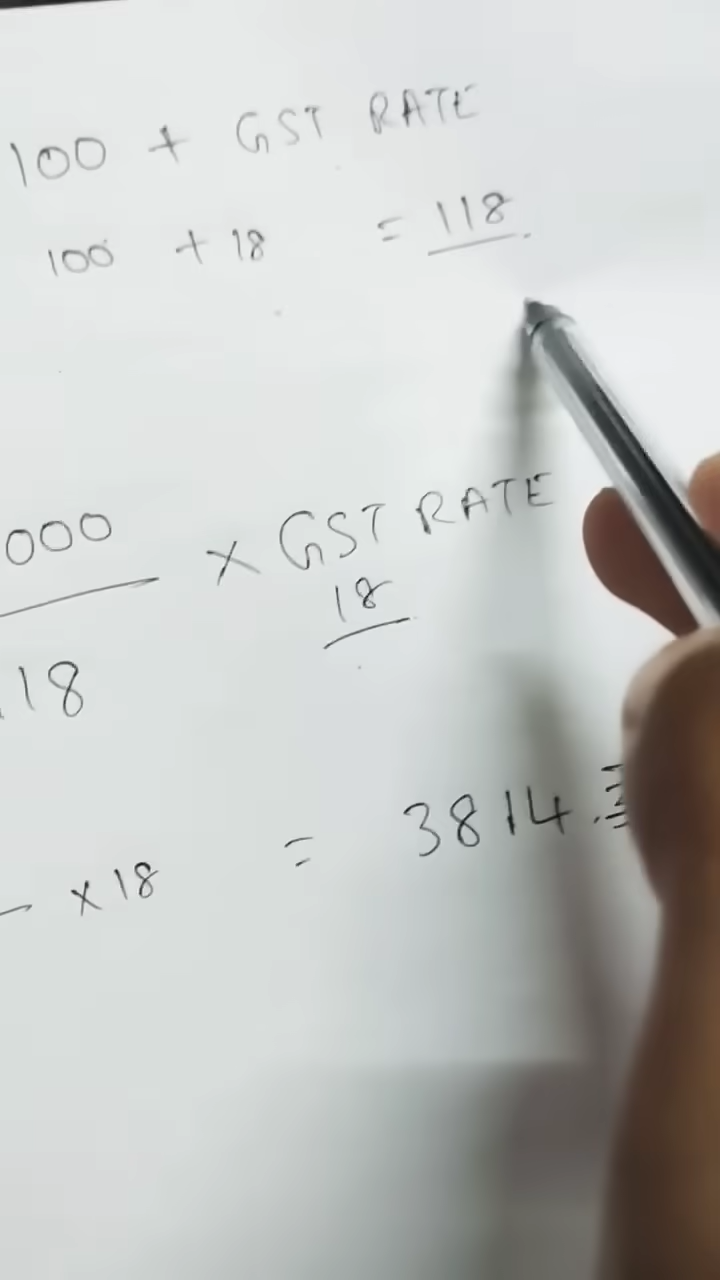 100 + GST RATE
100 + 18 = 118
000 × GST RATE
18
18
× 18 = 3814.